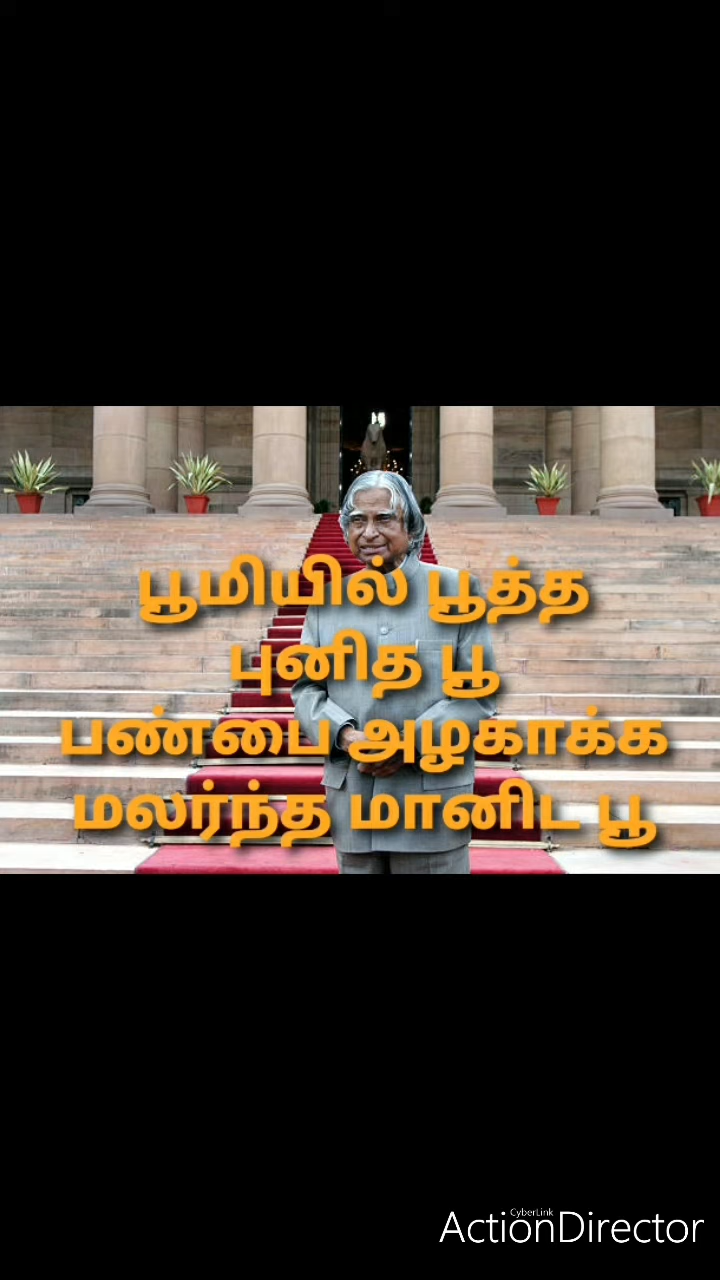 பூமியில் பூத்த
புனித பூ
பண்பை அழகாக்க
மலர்ந்த மானிட பூ
CyberLink
ActionDirector